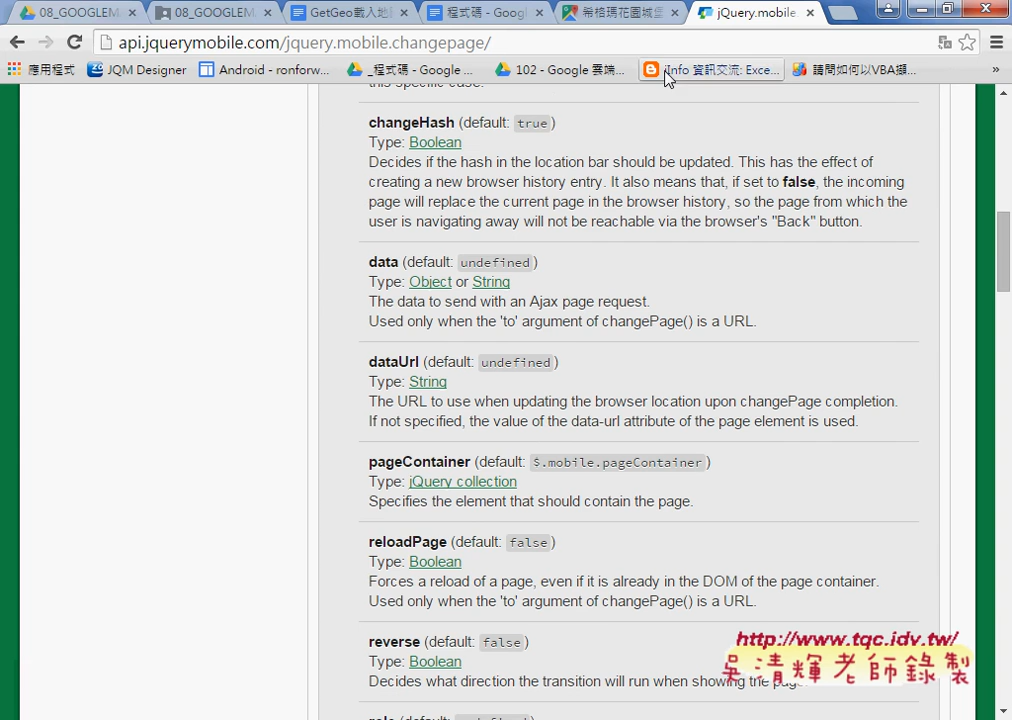 08_GOOGLEM
08_GOOGLEM
GetGeo載入地
程式碼 - Goog
希格瑪花園城堡
jQuery.mobile.
api.jquerymobile.com/jquery.mobile.changepage/
應用程式
JQM Designer
Android - ronforw...
_程式碼 - Google ...
102 - Google 雲端...
Info 資訊交流: Exce...
請問如何以VBA擷...
»
this specific case.
changeHash (default: true)
Type: Boolean
Decides if the hash in the location bar should be updated. This has the effect of
creating a new browser history entry. It also means that, if set to false, the incoming
page will replace the current page in the browser history, so the page from which the
user is navigating away will not be reachable via the browser's "Back" button.
data (default: undefined)
Type: Object or String
The data to send with an Ajax page request.
Used only when the 'to' argument of changePage() is a URL.
dataUrl (default: undefined)
Type: String
The URL to use when updating the browser location upon changePage completion.
If not specified, the value of the data-url attribute of the page element is used.
pageContainer (default: $.mobile.pageContainer)
Type: jQuery collection
Specifies the element that should contain the page.
reloadPage (default: false)
Type: Boolean
Forces a reload of a page, even if it is already in the DOM of the page container.
Used only when the 'to' argument of changePage() is a URL.
reverse (default: false)
Type: Boolean
Decides what direction the transition will run when showing the page.
http://www.tqc.idv.tw/
吳清輝老師錄製